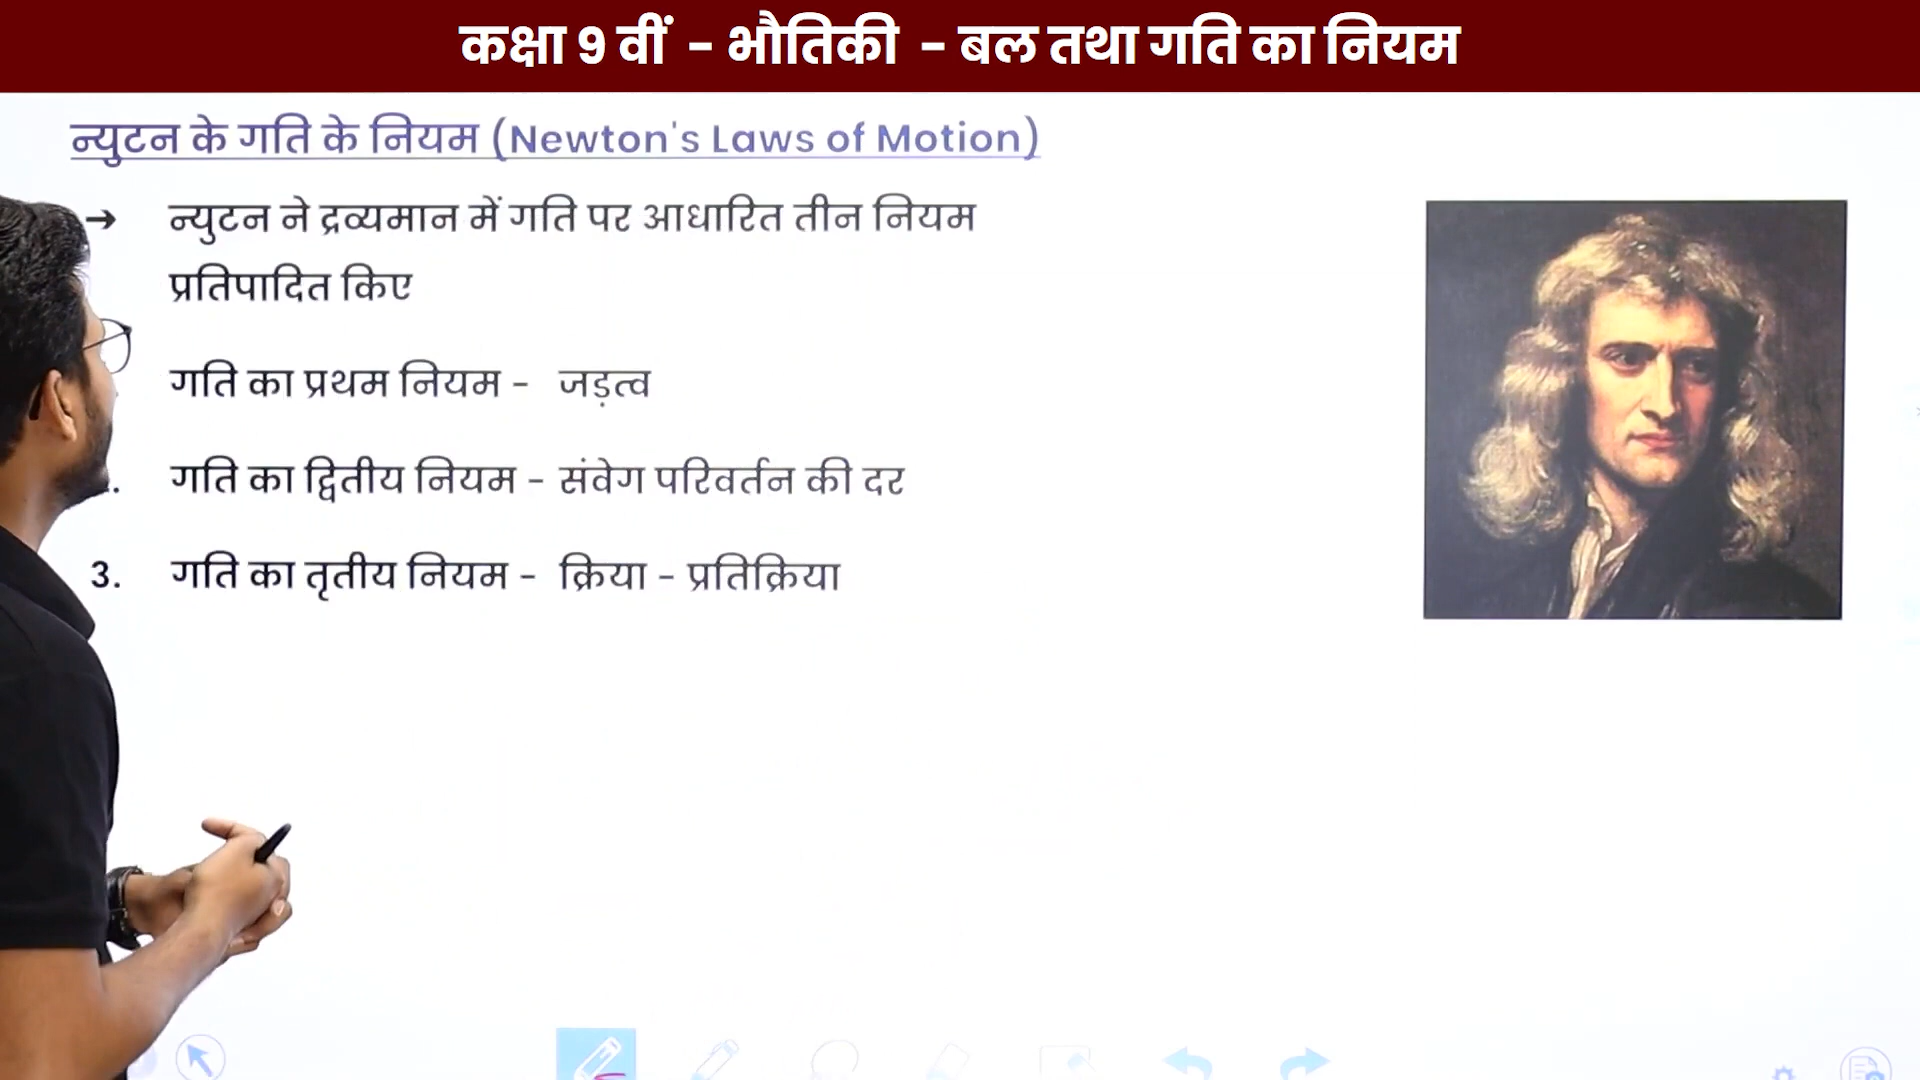 कक्षा 9 वीं - भौतिकी - बल तथा गति का नियम
न्युटन के गति के नियम (Newton's Laws of Motion)
→ न्युटन ने द्रव्यमान में गति पर आधारित तीन नियम
प्रतिपादित किए
गति का प्रथम नियम - जड़त्व
. गति का द्वितीय नियम - संवेग परिवर्तन की दर
3. गति का तृतीय नियम - क्रिया - प्रतिक्रिया